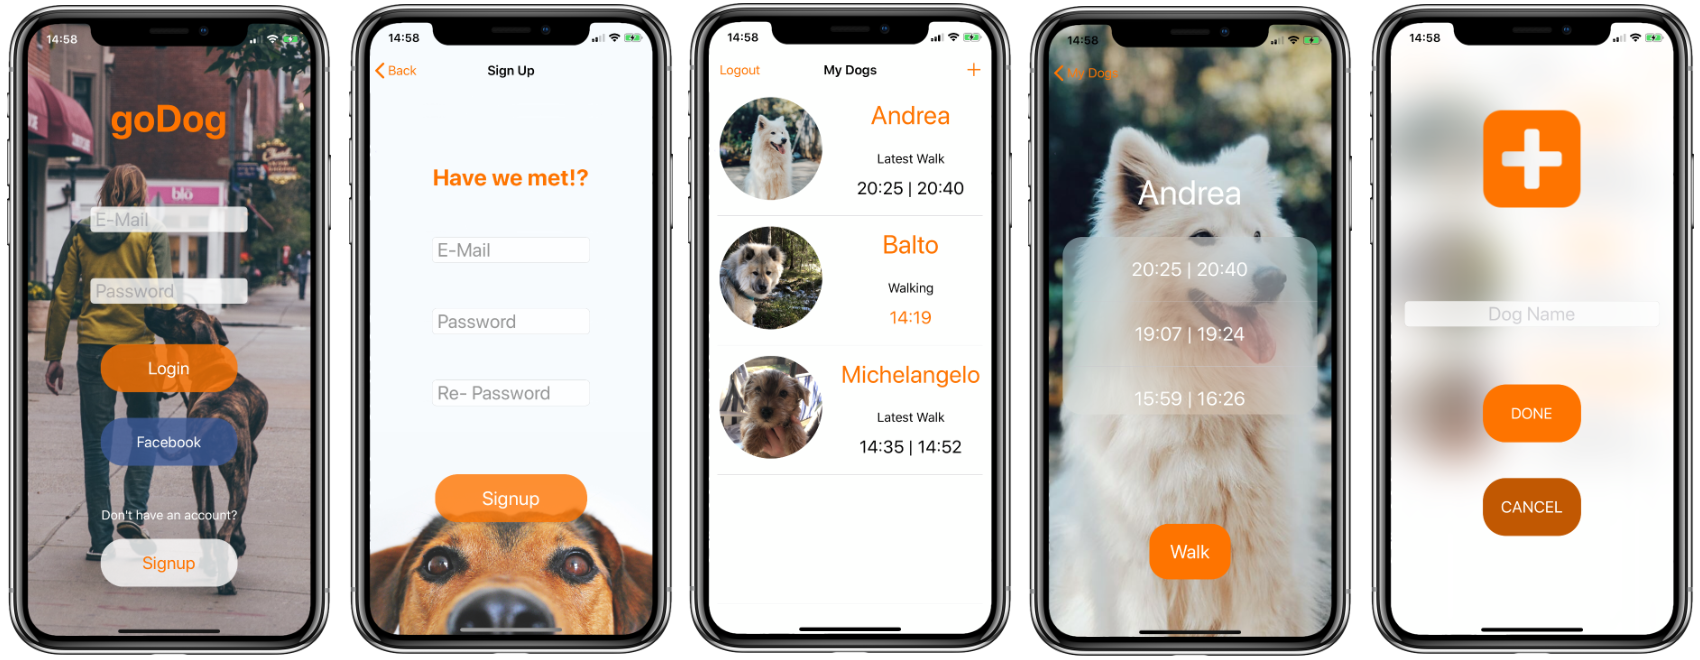 14:58
goDog
blo
E-Mail
Password
Login
Facebook
Don't have an account?
Signup
14:58
Back
Sign Up
Have we met!?
E-Mail
Password
Re- Password
Signup
14:58
Logout
My Dogs
+
Andrea
Latest Walk
20:25 | 20:40
Balto
Walking
14:19
Michelangelo
Latest Walk
14:35 | 14:52
14:58
My Dogs
Andrea
20:25 | 20:40
19:07 | 19:24
15:59 | 16:26
Walk
14:58
Dog Name
DONE
CANCEL